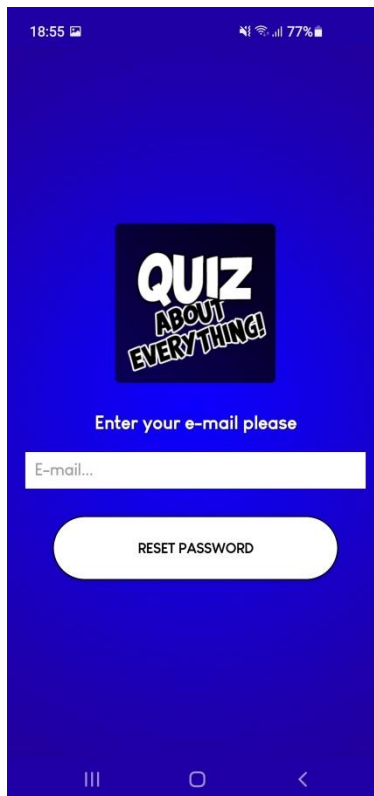 18:55 77%
QUIZ
ABOUT
EVERYTHING!
Enter your e-mail please
E-mail...
RESET PASSWORD